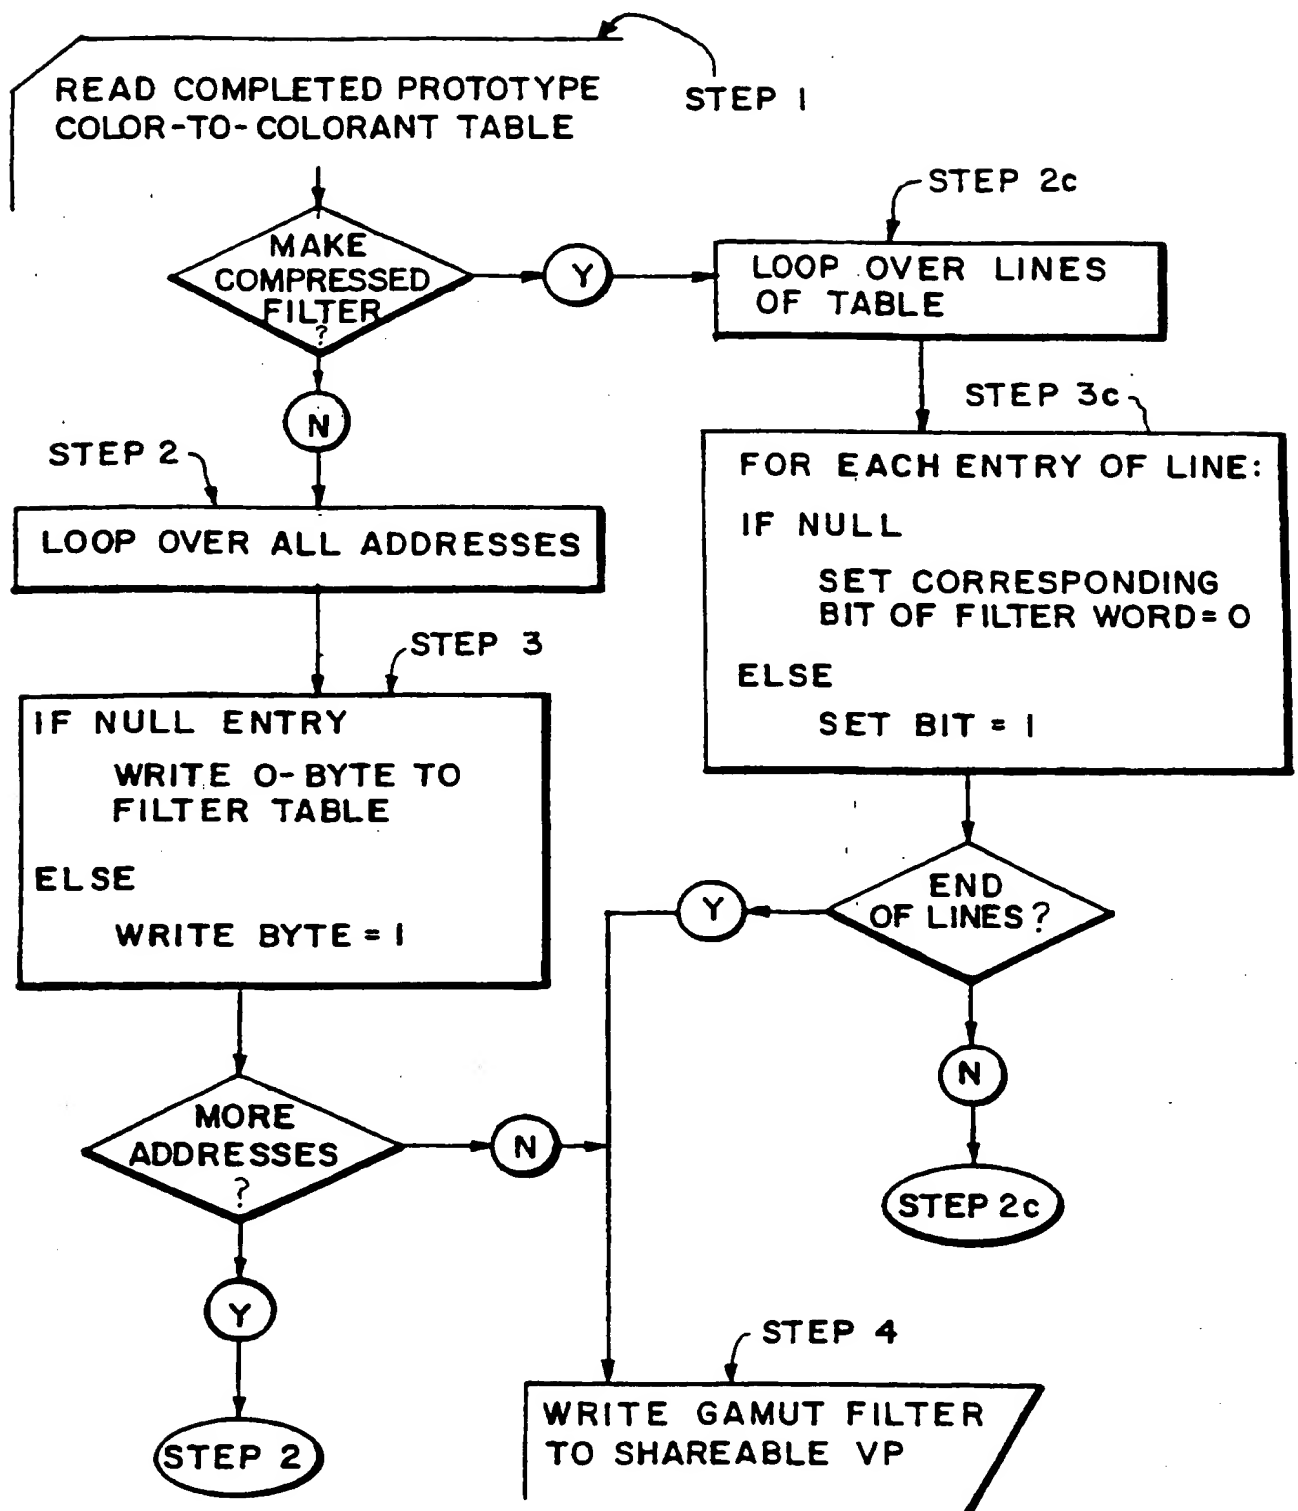 READ COMPLETED PROTOTYPE
COLOR-TO-COLORANT TABLE
STEP 1
MAKE
COMPRESSED
FILTER
?
Y
STEP 2c
LOOP OVER LINES
OF TABLE
N
STEP 2
LOOP OVER ALL ADDRESSES
STEP 3c
FOR EACH ENTRY OF LINE:
IF NULL
SET CORRESPONDING
BIT OF FILTER WORD=0
ELSE
SET BIT = 1
STEP 3
IF NULL ENTRY
WRITE 0-BYTE TO
FILTER TABLE
ELSE
WRITE BYTE = 1
END
OF LINES?
Y
N
STEP 2c
MORE
ADDRESSES
?
N
Y
STEP 2
STEP 4
WRITE GAMUT FILTER
TO SHAREABLE VP